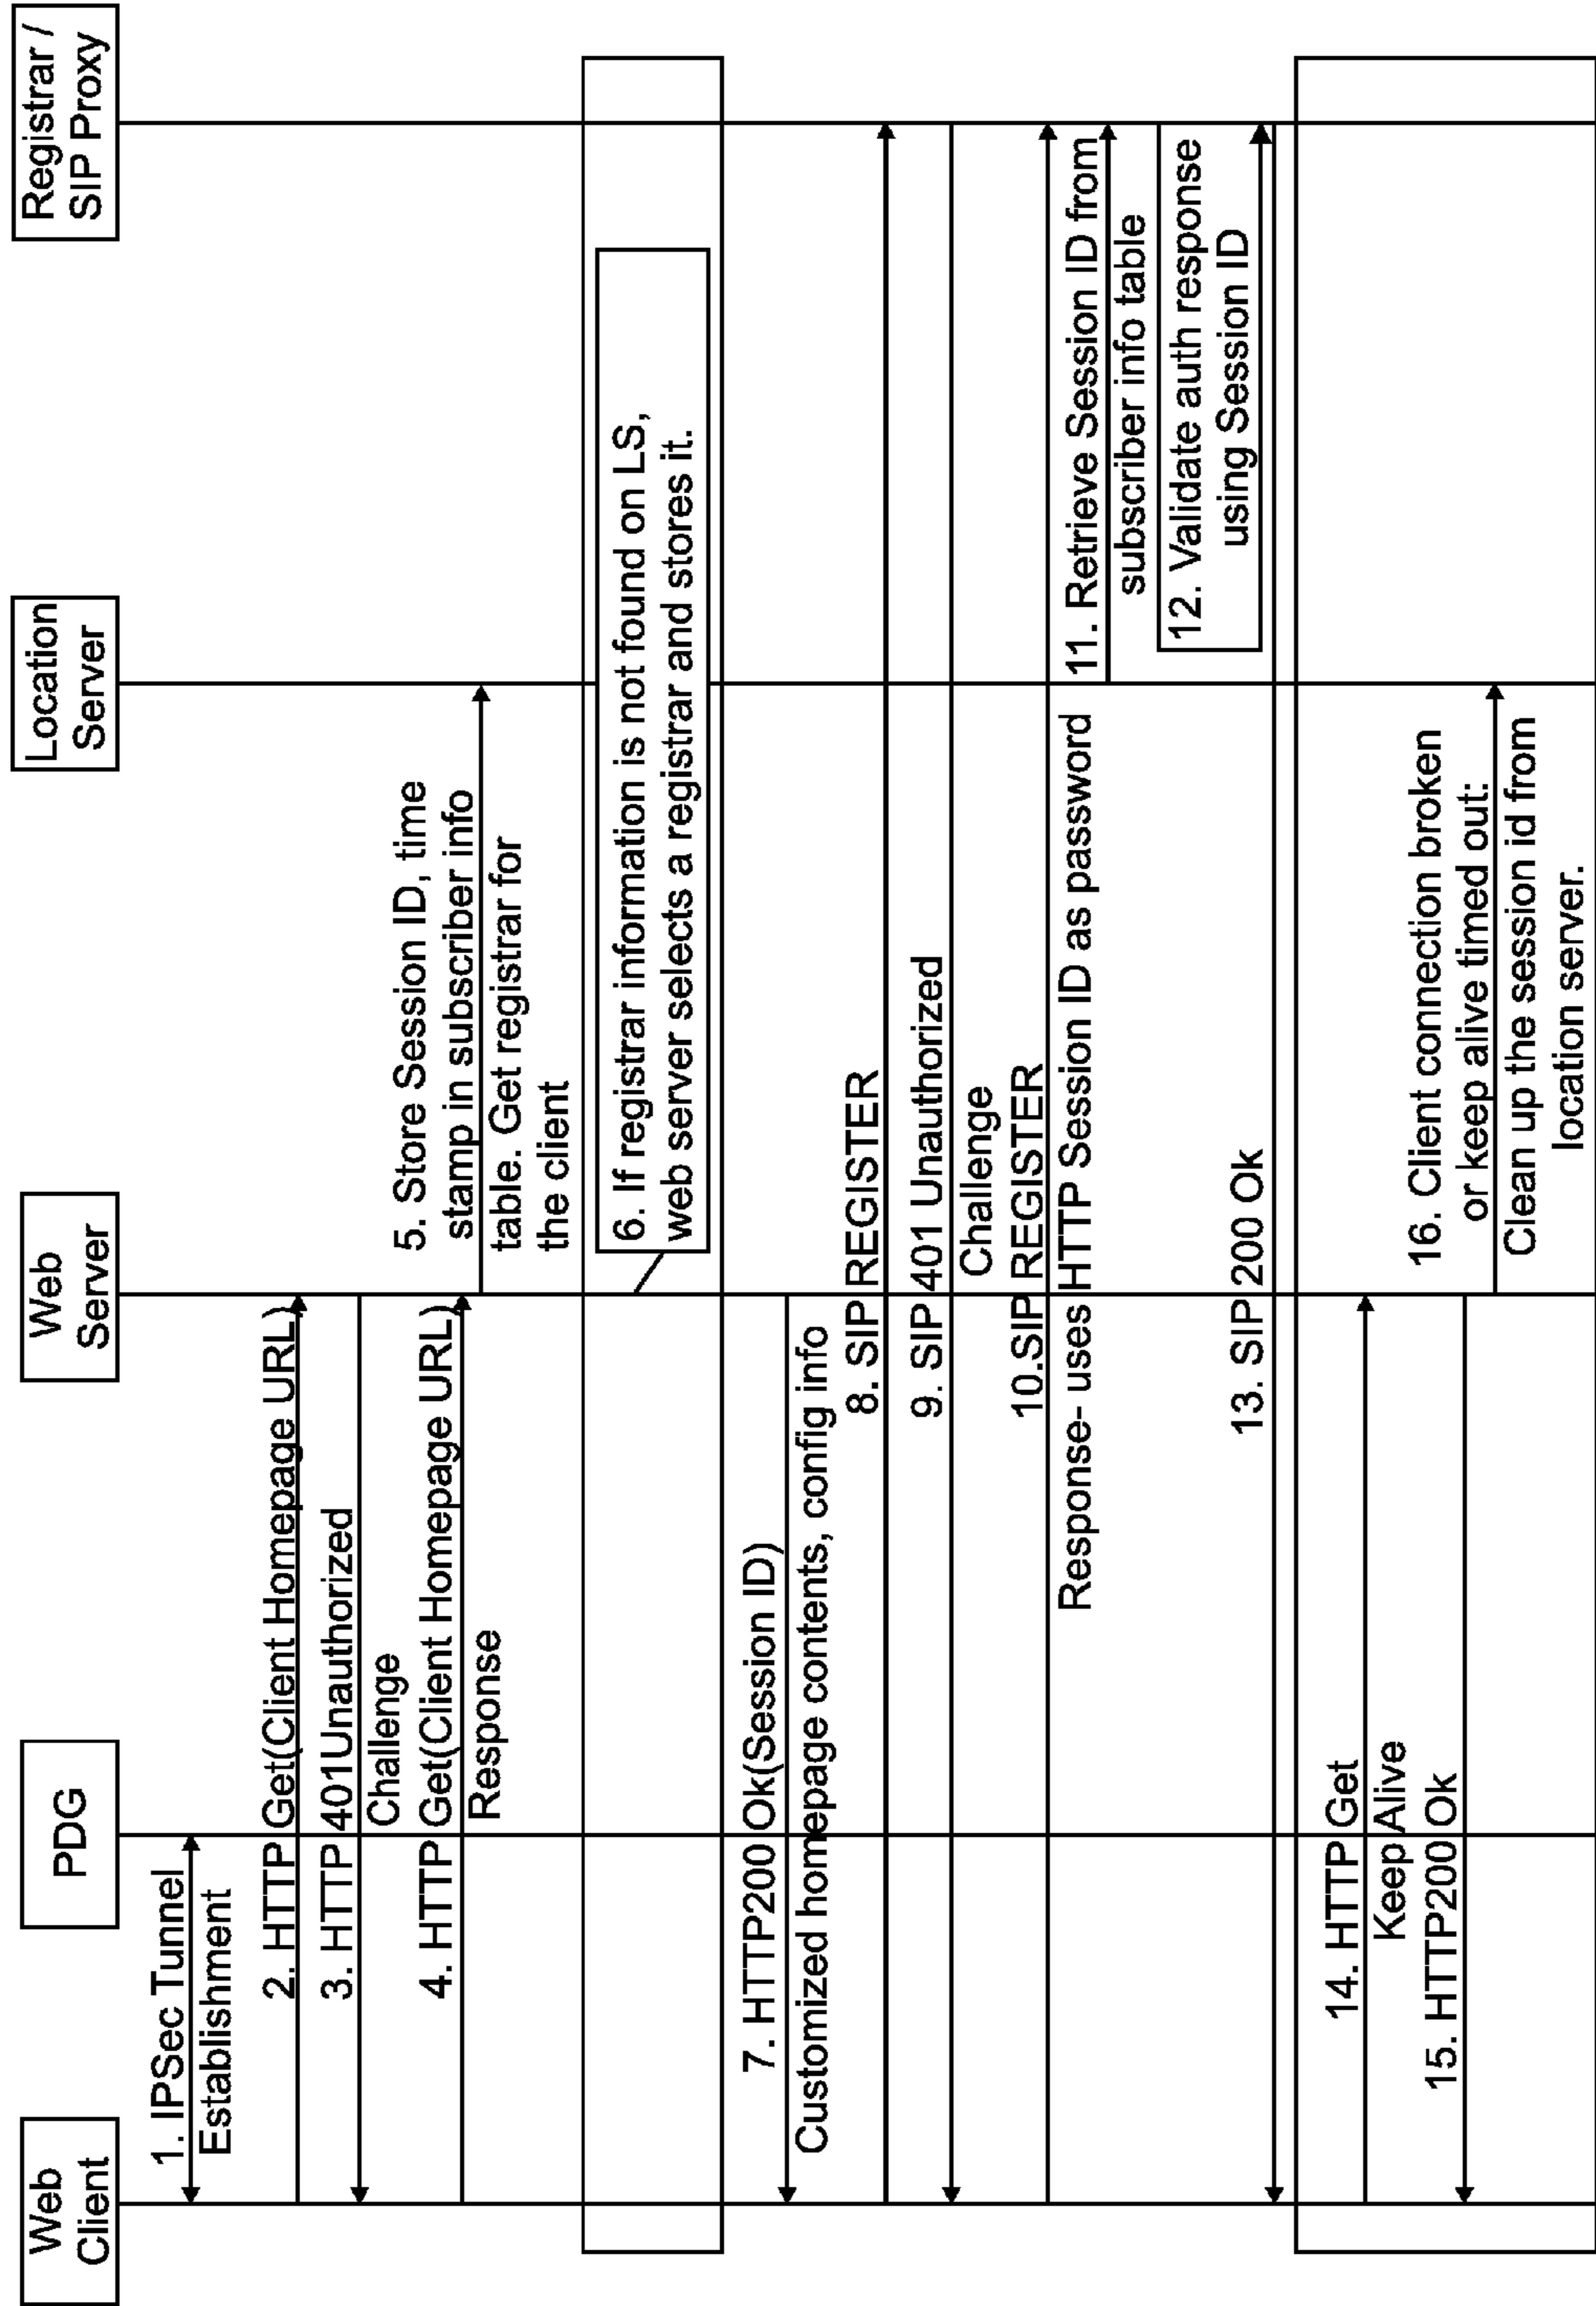 Web
Client
PDG
Web
Server
Location
Server
Registrar /
SIP Proxy
1. IPSec Tunnel
Establishment
2. HTTP Get(Client Homepage URL)
3. HTTP 401Unauthorized
Challenge
4. HTTP Get(Client Homepage URL)
Response
5. Store Session ID, time
stamp in subscriber info
table. Get registrar for
the client
6. If registrar information is not found on LS,
web server selects a registrar and stores it.
7. HTTP200 Ok(Session ID)
Customized homepage contents, config info
8. SIP REGISTER
9. SIP 401 Unauthorized
Challenge
10.SIP REGISTER
Response- uses HTTP Session ID as password
11. Retrieve Session ID from
subscriber info table
12. Validate auth response
using Session ID
13. SIP 200 Ok
14. HTTP Get
Keep Alive
15. HTTP200 Ok
16. Client connection broken
or keep alive timed out:
Clean up the session id from
location server.